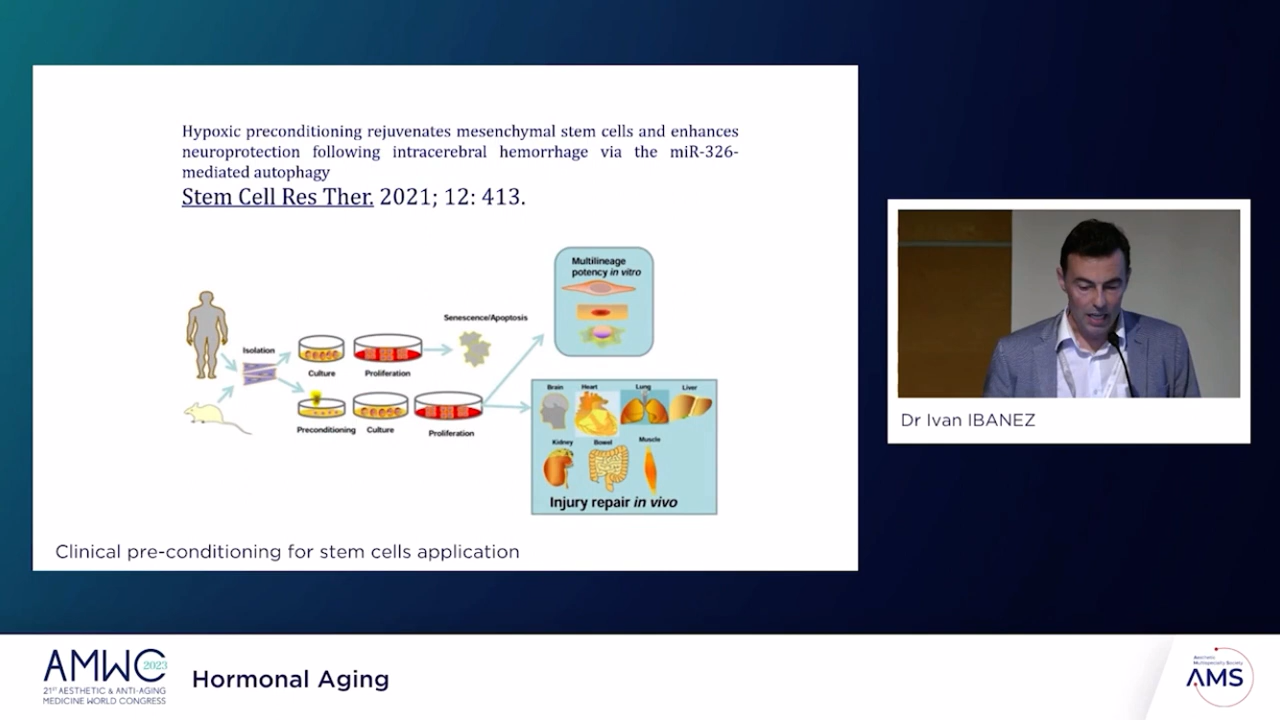 Hypoxic preconditioning rejuvenates mesenchymal stem cells and enhances
neuroprotection following intracerebral hemorrhage via the miR-326-
mediated autophagy
Stem Cell Res Ther. 2021; 12: 413.
Multilineage
potency in vitro
Senescence/Apoptosis
Isolation
Culture
Proliferation
Preconditioning
Culture
Proliferation
Brain
Heart
Lung
Liver
Kidney
Bowel
Muscle
Injury repair in vivo
Clinical pre-conditioning for stem cells application
Dr Ivan IBANEZ
AMWC 2023
21ST AESTHETIC & ANTI-AGING
MEDICINE WORLD CONGRESS
Hormonal Aging
Aesthetic
Multispecialty Society
AMS